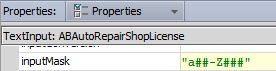 Properties: Properties
TextInput: ABAutoRepairShopLicense
inputMask "a##-Z###"